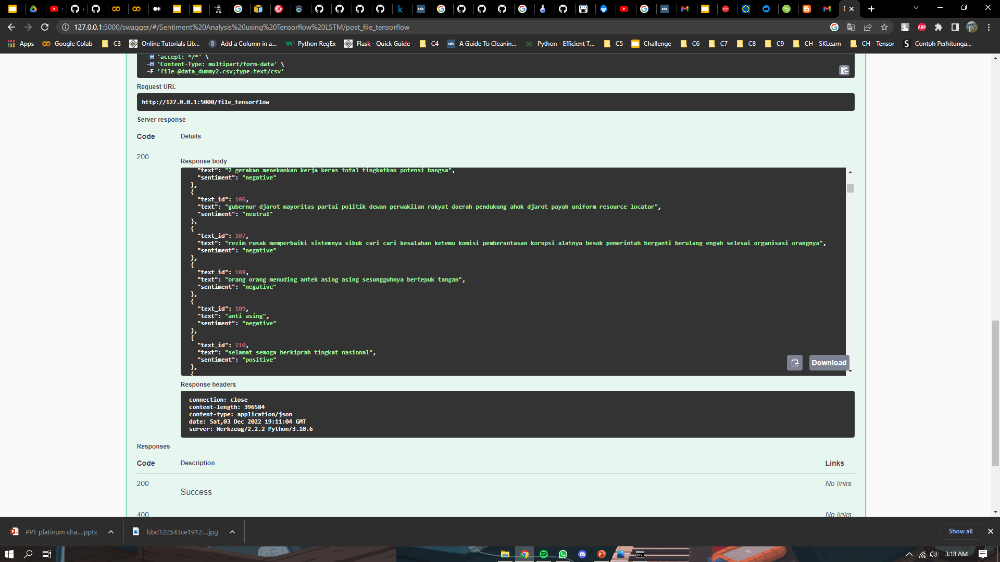 127.0.0.1:5000/swagger/#/Sentiment%20Analysis%20using%20Tensorflow%20LSTM/post_file_tensorflow
Apps Google Colab C3 Online Tutorials Lib... Add a Column in a... Python RegEx Flask - Quick Guide C4 A Guide To Cleanin... Python - Efficient T... C5 Challenge C6 C7 C8 C9 CH - SKLearn CH - Tensor Contoh Perhitunga...
-H 'accept: */*' \
-H 'Content-Type: multipart/form-data' \
-F 'file=@data_dummy2.csv;type=text/csv'
Request URL
http://127.0.0.1:5000/file_tensorflow
Server response
Code Details
200
Response body
"text": "2 gerakan menekankan kerja keras total tingkatkan potensi bangsa",
"sentiment": "negative"
},
{
"text_id": 106,
"text": "gubernur djarot mayoritas partai politik dewan perwakilan rakyat daerah pendukung ahok djarot payah uniform resource locator",
"sentiment": "neutral"
},
{
"text_id": 107,
"text": "rezim rusak memperbaiki sistemnya sibuk cari cari kesalahan ketemu komisi pemberantasan korupsi alatnya besok pemerintah berganti berulang engah selesai organisasi orangnya",
"sentiment": "negative"
},
{
"text_id": 108,
"text": "orang orang menuding antek asing asing sesungguhnya bertepuk tangan",
"sentiment": "negative"
},
{
"text_id": 109,
"text": "anti asing",
"sentiment": "negative"
},
{
"text_id": 110,
"text": "selamat semoga berkiprah tingkat nasional",
"sentiment": "positive"
},
{
Download
Response headers
connection: close
content-length: 396584
content-type: application/json
date: Sat,03 Dec 2022 19:11:04 GMT
server: Werkzeug/2.2.2 Python/3.10.6
Responses
Code Description Links
200 Success No links
400 No links
PPT platinum cha....pptx bbd122543ce1912....jpg Show all
3:18 AM